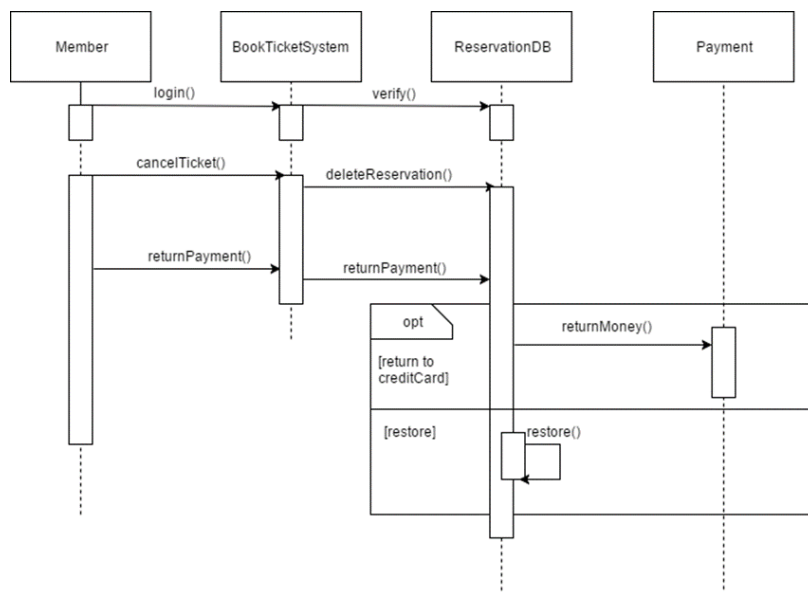 Member
BookTicketSystem
ReservationDB
Payment
login()
verify()
cancelTicket()
deleteReservation()
returnPayment()
returnPayment()
opt
returnMoney()
[return to
creditCard]
[restore]
restore()